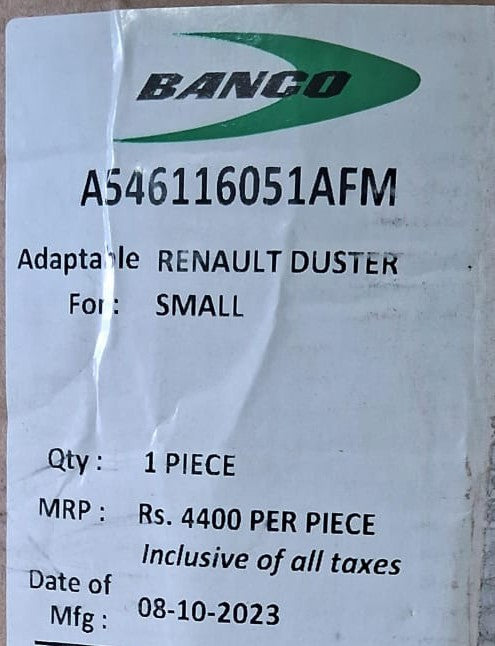 BANCO
A546116051AFM
Adaptable RENAULT DUSTER
For: SMALL
Qty : 1 PIECE
MRP : Rs. 4400 PER PIECE
Inclusive of all taxes
Date of
Mfg : 08-10-2023